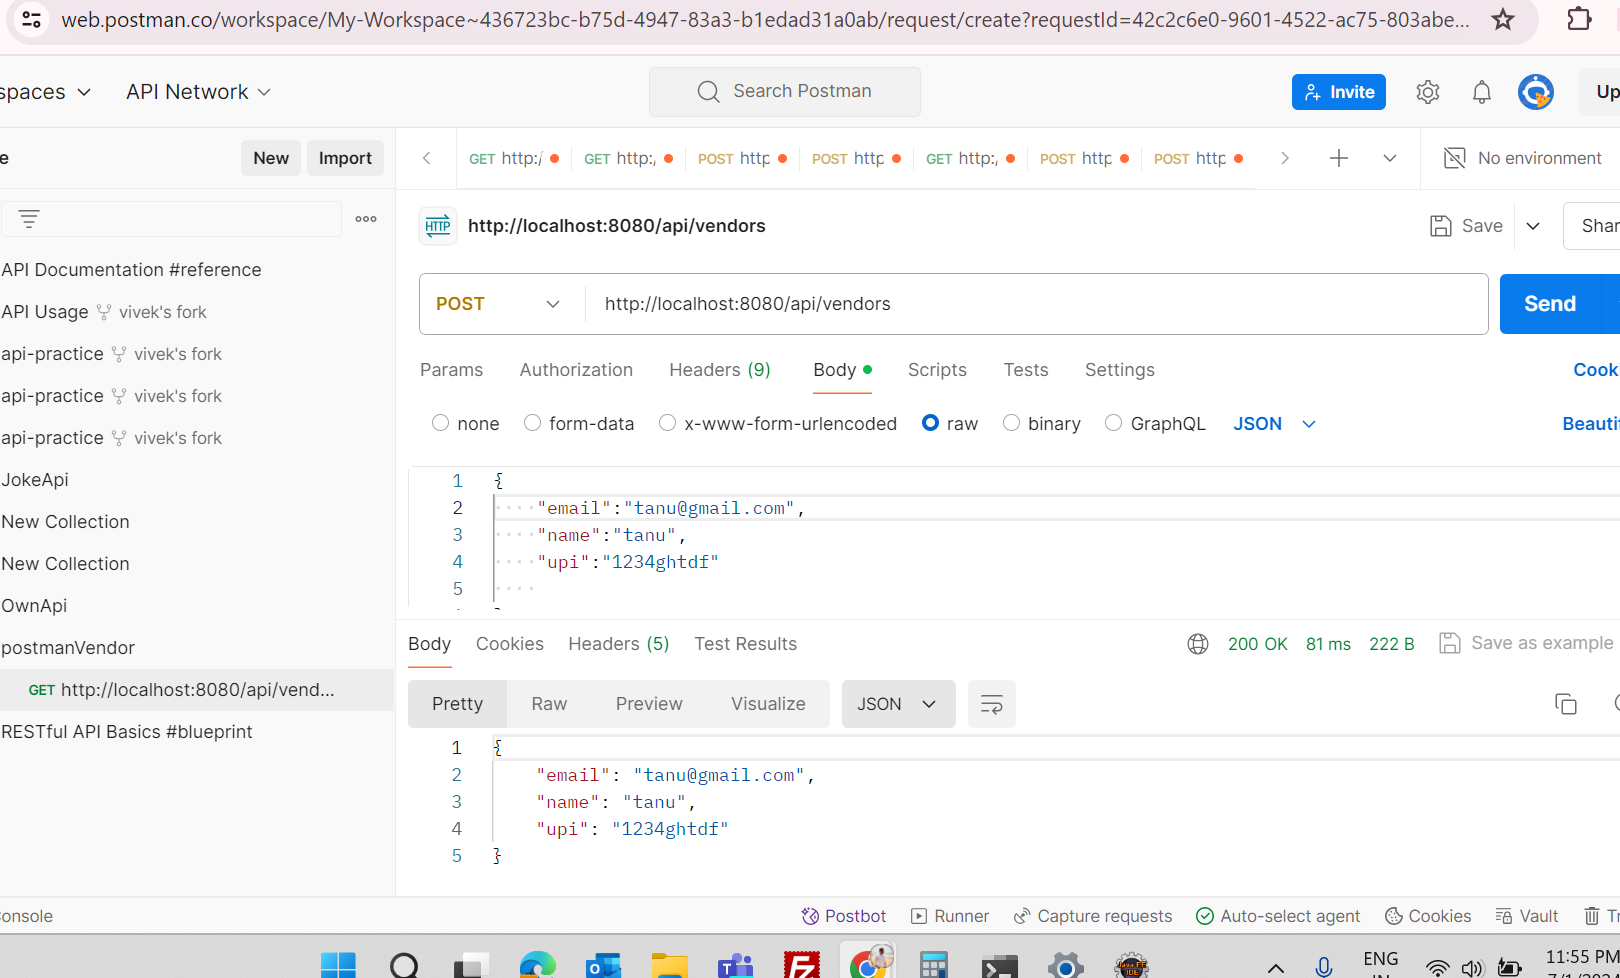 web.postman.co/workspace/My-Workspace~436723bc-b75d-4947-83a3-b1edad31a0ab/request/create?requestId=42c2c6e0-9601-4522-ac75-803abe...
spaces API Network Search Postman Invite Up
e New Import
GET http:/ GET http:/ POST http POST http GET http:/ POST http POST http No environment
HTTP http://localhost:8080/api/vendors Save Shar
API Documentation #reference
API Usage vivek's fork
api-practice vivek's fork
api-practice vivek's fork
api-practice vivek's fork
JokeApi
New Collection
New Collection
OwnApi
postmanVendor
GET http://localhost:8080/api/vend...
RESTful API Basics #blueprint
POST http://localhost:8080/api/vendors Send
Params Authorization Headers (9) Body Scripts Tests Settings Cooki
none form-data x-www-form-urlencoded raw binary GraphQL JSON Beautif
1 {
2 "email":"tanu@gmail.com",
3 "name":"tanu",
4 "upi":"1234ghtdf"
5
Body Cookies Headers (5) Test Results 200 OK 81 ms 222 B Save as example
Pretty Raw Preview Visualize JSON
1 {
2 "email": "tanu@gmail.com",
3 "name": "tanu",
4 "upi": "1234ghtdf"
5 }
onsole Postbot Runner Capture requests Auto-select agent Cookies Vault Tr
ENG 11:55 PM